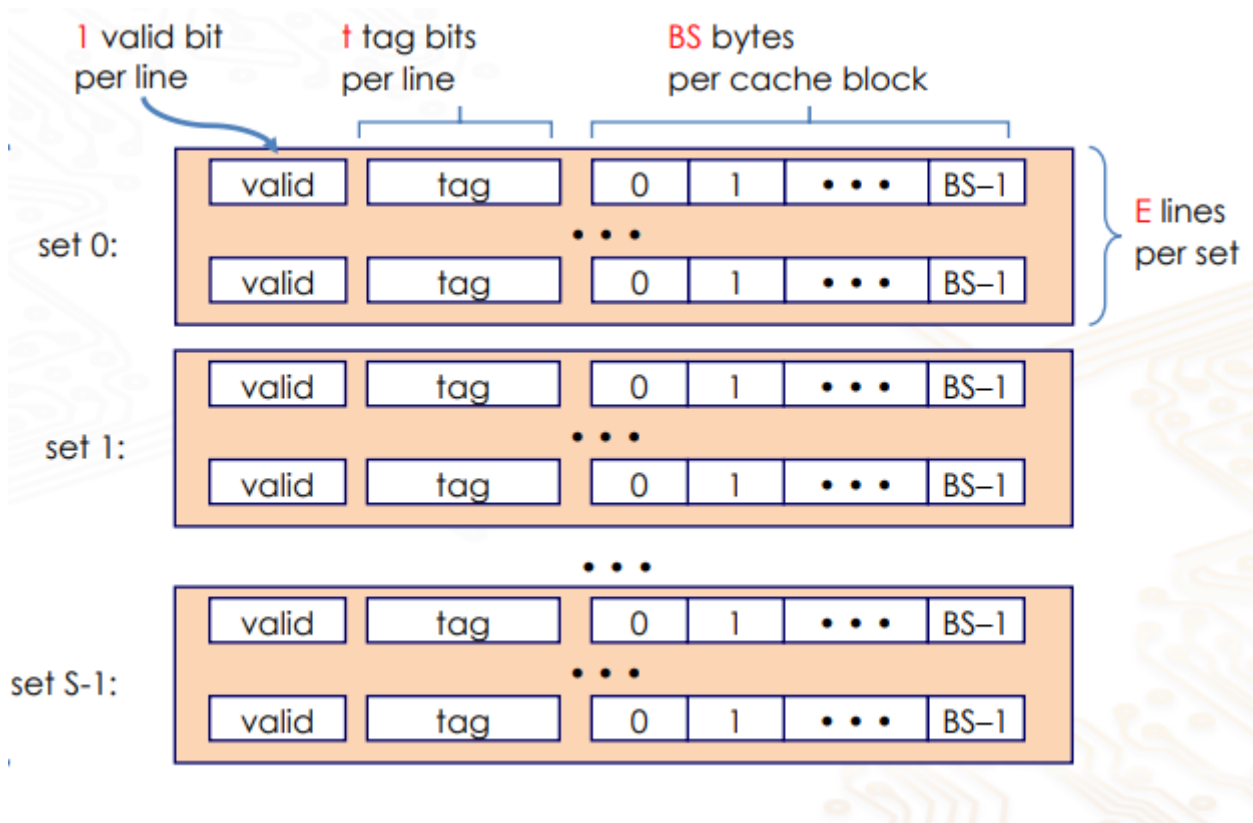 1 valid bit
per line
t tag bits
per line
BS bytes
per cache block
valid tag 0 1 • • • BS–1
• • •
set 0:
valid tag 0 1 • • • BS–1
E lines
per set
valid tag 0 1 • • • BS–1
• • •
set 1:
valid tag 0 1 • • • BS–1
• • •
valid tag 0 1 • • • BS–1
• • •
set S-1:
valid tag 0 1 • • • BS–1